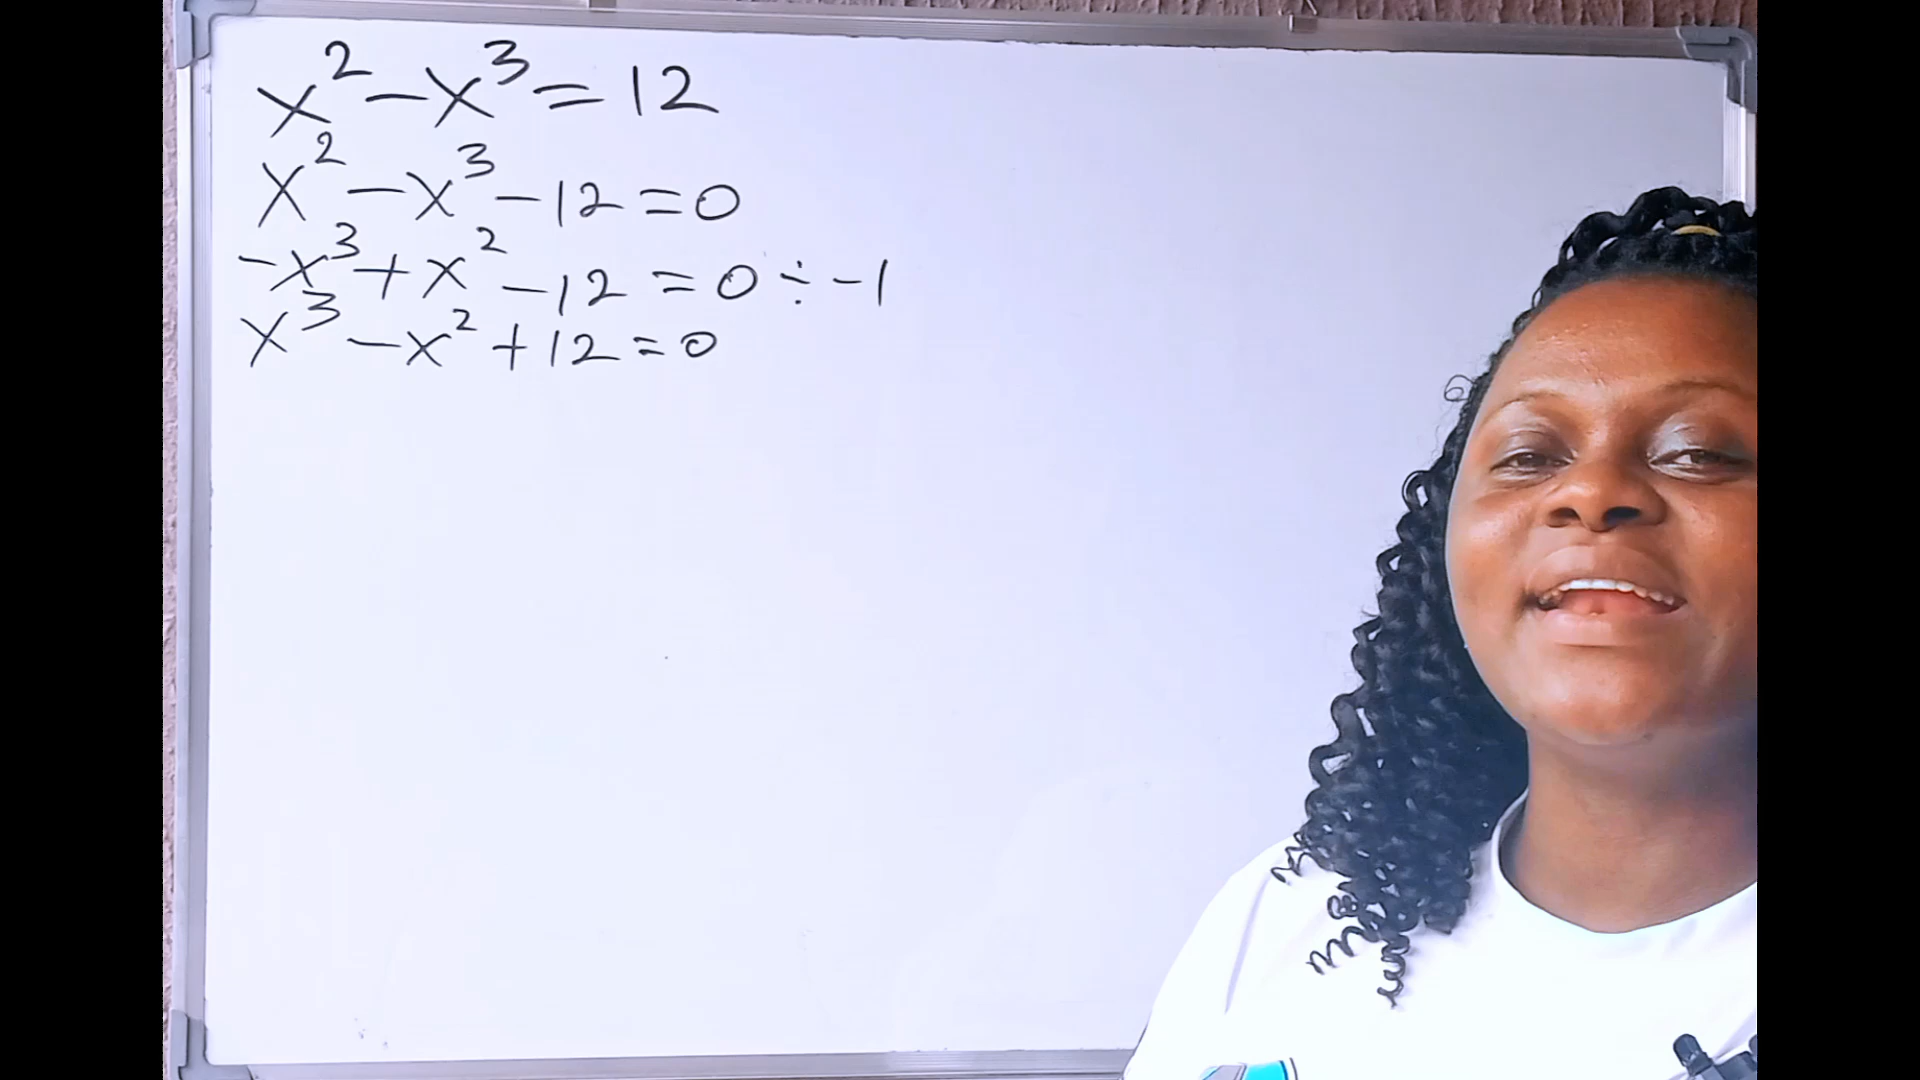 x² - x³ = 12
x² - x³ - 12 = 0
-x³ + x² - 12 = 0 ÷ -1
x³ - x² + 12 = 0